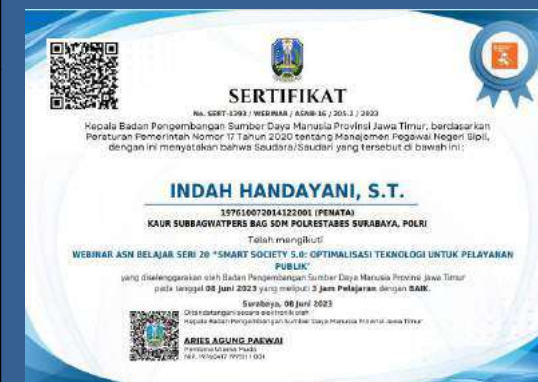 SERTIFIKAT
No. SERT-1393 / WEBINAR / ASNB-16 / 205.2 / 2023
Kepala Badan Pengembangan Sumber Daya Manusia Provinsi Jawa Timur, berdasarkan
Peraturan Pemerintah Nomor 17 Tahun 2020 tentang Manajemen Pegawai Negeri Sipil,
dengan ini menyatakan bahwa Saudara/Saudari yang tersebut di bawah ini :
INDAH HANDAYANI, S.T.
197610072014122001 (PENATA)
KAUR SUBBAGWATPERS BAG SDM POLRESTABES SURABAYA, POLRI
Telah mengikuti
WEBINAR ASN BELAJAR SERI 20 "SMART SOCIETY 5.0: OPTIMALISASI TEKNOLOGI UNTUK PELAYANAN
PUBLIK"
yang diselenggarakan oleh Badan Pengembangan Sumber Daya Manusia Provinsi Jawa Timur
pada tanggal 08 Juni 2023 yang meliputi 3 Jam Pelajaran dengan BAIK.
Surabaya, 08 Juni 2023
Ditandatangani secara elektronik oleh
Kepala Badan Pengembangan Sumber Daya Manusia Provinsi Jawa Timur
ARIES AGUNG PAEWAI
Pembina Utama Muda
NIP.